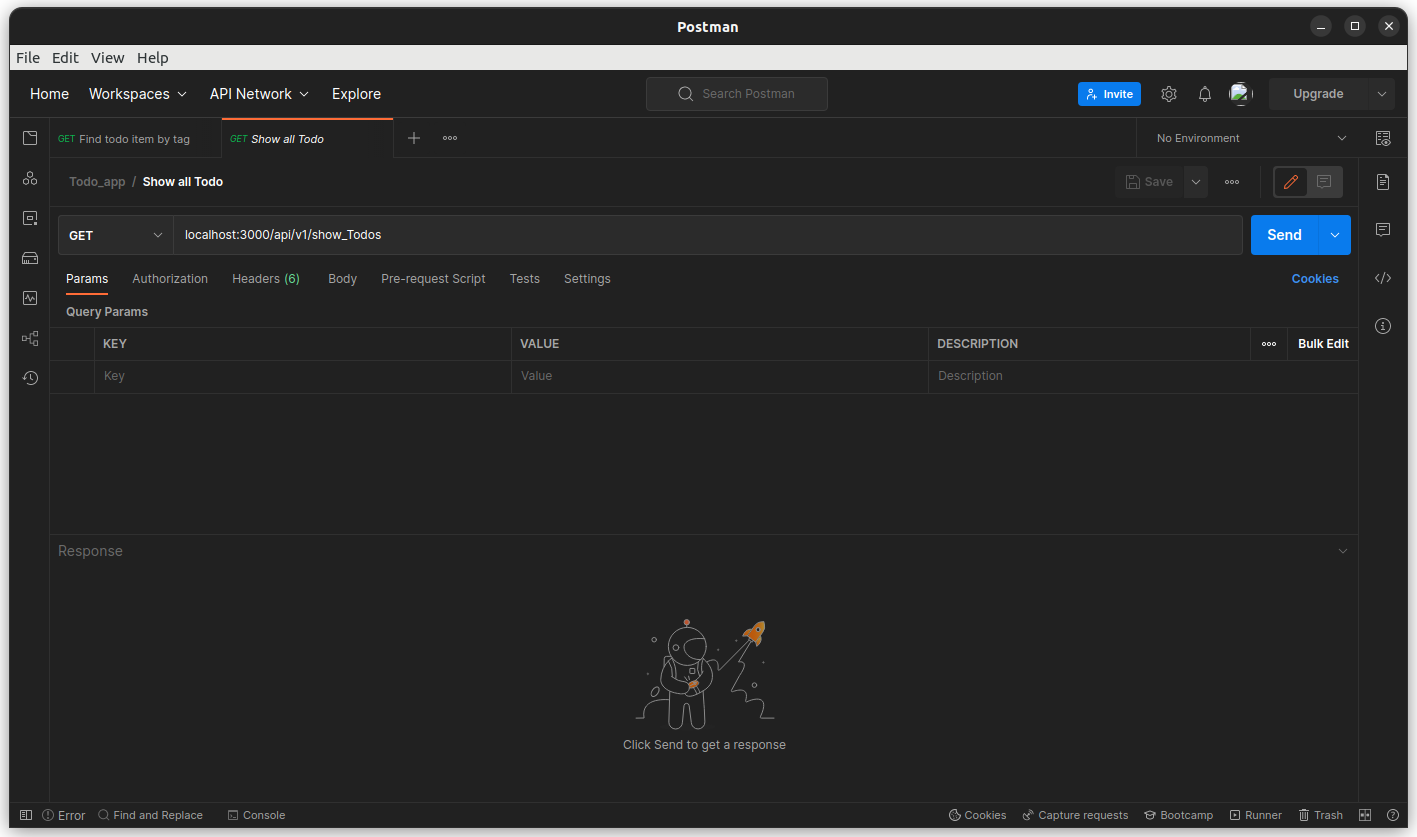 Postman
File Edit View Help
Home Workspaces API Network Explore Search Postman Invite Upgrade
GET Find todo item by tag GET Show all Todo No Environment
Todo_app / Show all Todo Save
GET localhost:3000/api/v1/show_Todos Send
Params Authorization Headers (6) Body Pre-request Script Tests Settings Cookies
Query Params
KEY VALUE DESCRIPTION Bulk Edit
Key Value Description
Response
Click Send to get a response
Error Find and Replace Console Cookies Capture requests Bootcamp Runner Trash